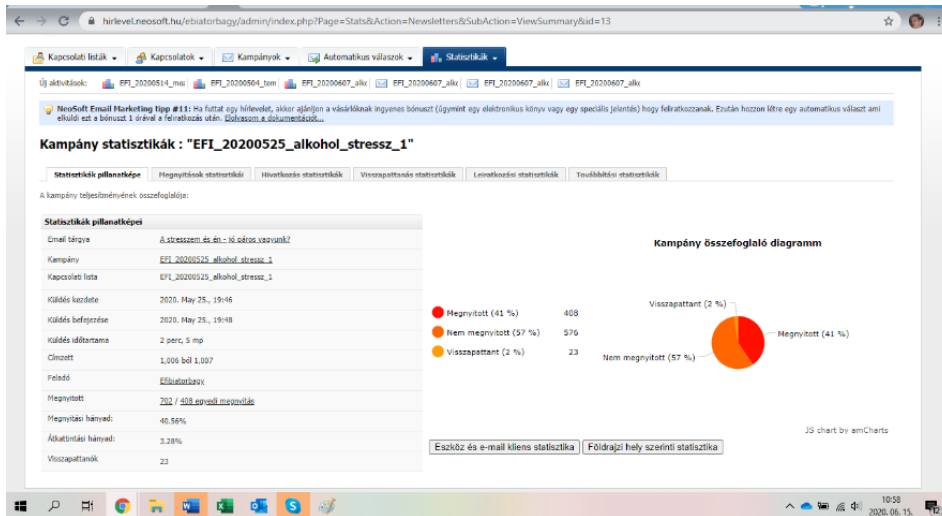 hirlevel.neosoft.hu/ebiatorbagy/admin/index.php?Page=Stats&Action=Newsletters&SubAction=ViewSummary&id=13
Kapcsolati listák Kapcsolatok Kampányok Automatikus válaszok Statisztikák
Új aktivitások: EFI_20200514_mas EFI_20200504_tem EFI_20200607_alko EFI_20200607_alko EFI_20200607_alko EFI_20200607_alko
NeoSoft Email Marketing tipp #11: Ha futtat egy hírlevelet, akkor ajánljon a vásárlóknak ingyenes bónuszt (úgymint egy elektronikus könyv vagy egy speciális jelentés) hogy feliratkozzanak. Ezután hozzon létre egy automatikus választ ami
elküldi ezt a bónuszt 1 órával a feliratkozás után. Elolvasom a dokumentációt...
Kampány statisztikák : "EFI_20200525_alkohol_stressz_1"
Statisztikák pillanatképe Megnyitások statisztikái Hivatkozás statisztikák Visszapattanás statisztikák Leiratkozási statisztikák Továbbítási statisztikák
A kampány teljesítményének összefoglalója:
Statisztikák pillanatképei
Email tárgya A stresszem és én - jó páros vagyunk?
Kampány EFI_20200525_alkohol_stressz_1
Kapcsolati lista EFI_20200525_alkohol_stressz_1
Küldés kezdete 2020. May 25., 19:46
Küldés befejezése 2020. May 25., 19:48
Küldés időtartama 2 perc, 5 mp
Címzett 1,006 ból 1,007
Feladó Efibiatorbagy
Megnyitott 702 / 408 egyedi megnyitás
Megnyitási hányad: 40.56%
Átkattintási hányad: 3.28%
Visszapattanók 23
Kampány összefoglaló diagramm
Megnyitott (41 %) 408
Nem megnyitott (57 %) 576
Visszapattant (2 %) 23
Visszapattant (2 %)
Megnyitott (41 %)
Nem megnyitott (57 %)
JS chart by amCharts
Eszköz és e-mail kliens statisztika Földrajzi hely szerinti statisztika
10:58
2020. 06. 15.
12